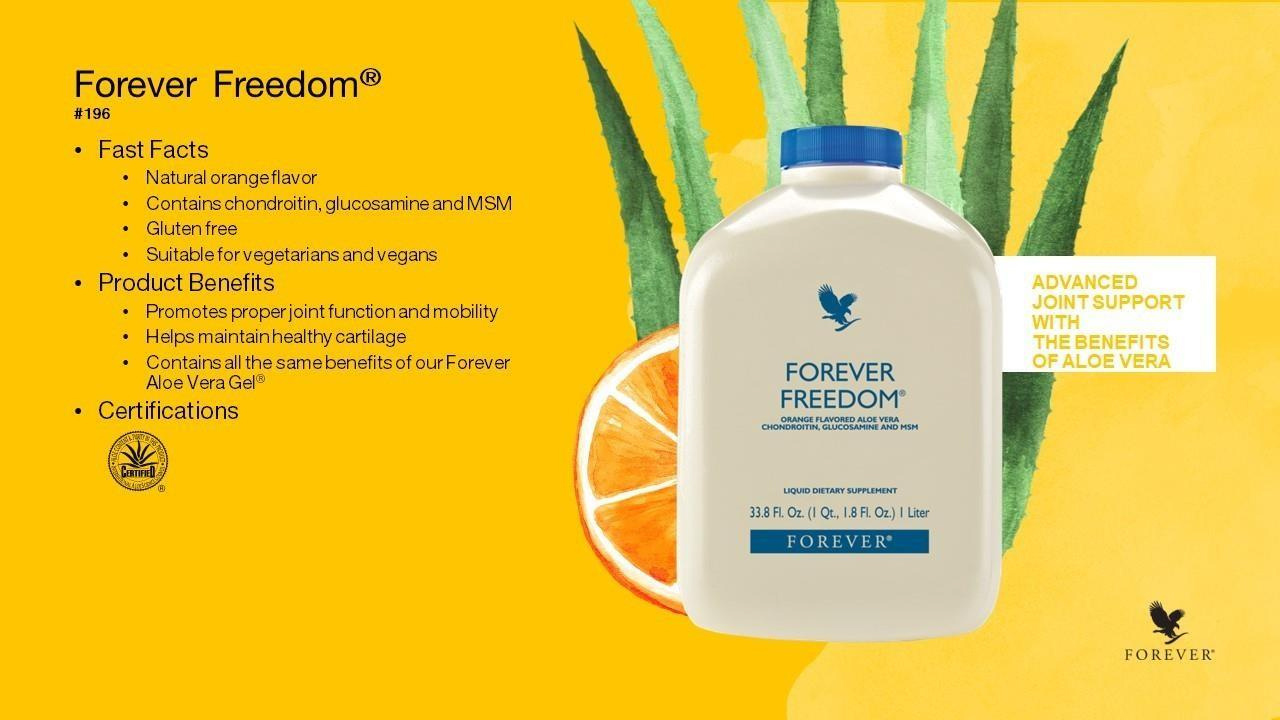 Forever Freedom®
#196
• Fast Facts
• Natural orange flavor
• Contains chondroitin, glucosamine and MSM
• Gluten free
• Suitable for vegetarians and vegans
• Product Benefits
• Promotes proper joint function and mobility
• Helps maintain healthy cartilage
• Contains all the same benefits of our Forever
Aloe Vera Gel®
• Certifications
CERTIFIED
®
FOREVER
FREEDOM®
ORANGE FLAVORED ALOE VERA
CHONDROITIN, GLUCOSAMINE AND MSM
LIQUID DIETARY SUPPLEMENT
33.8 Fl. Oz. (1 Qt., 1.8 Fl. Oz.) 1 Liter
FOREVER®
ADVANCED
JOINT SUPPORT
WITH
THE BENEFITS
OF ALOE VERA
FOREVER®